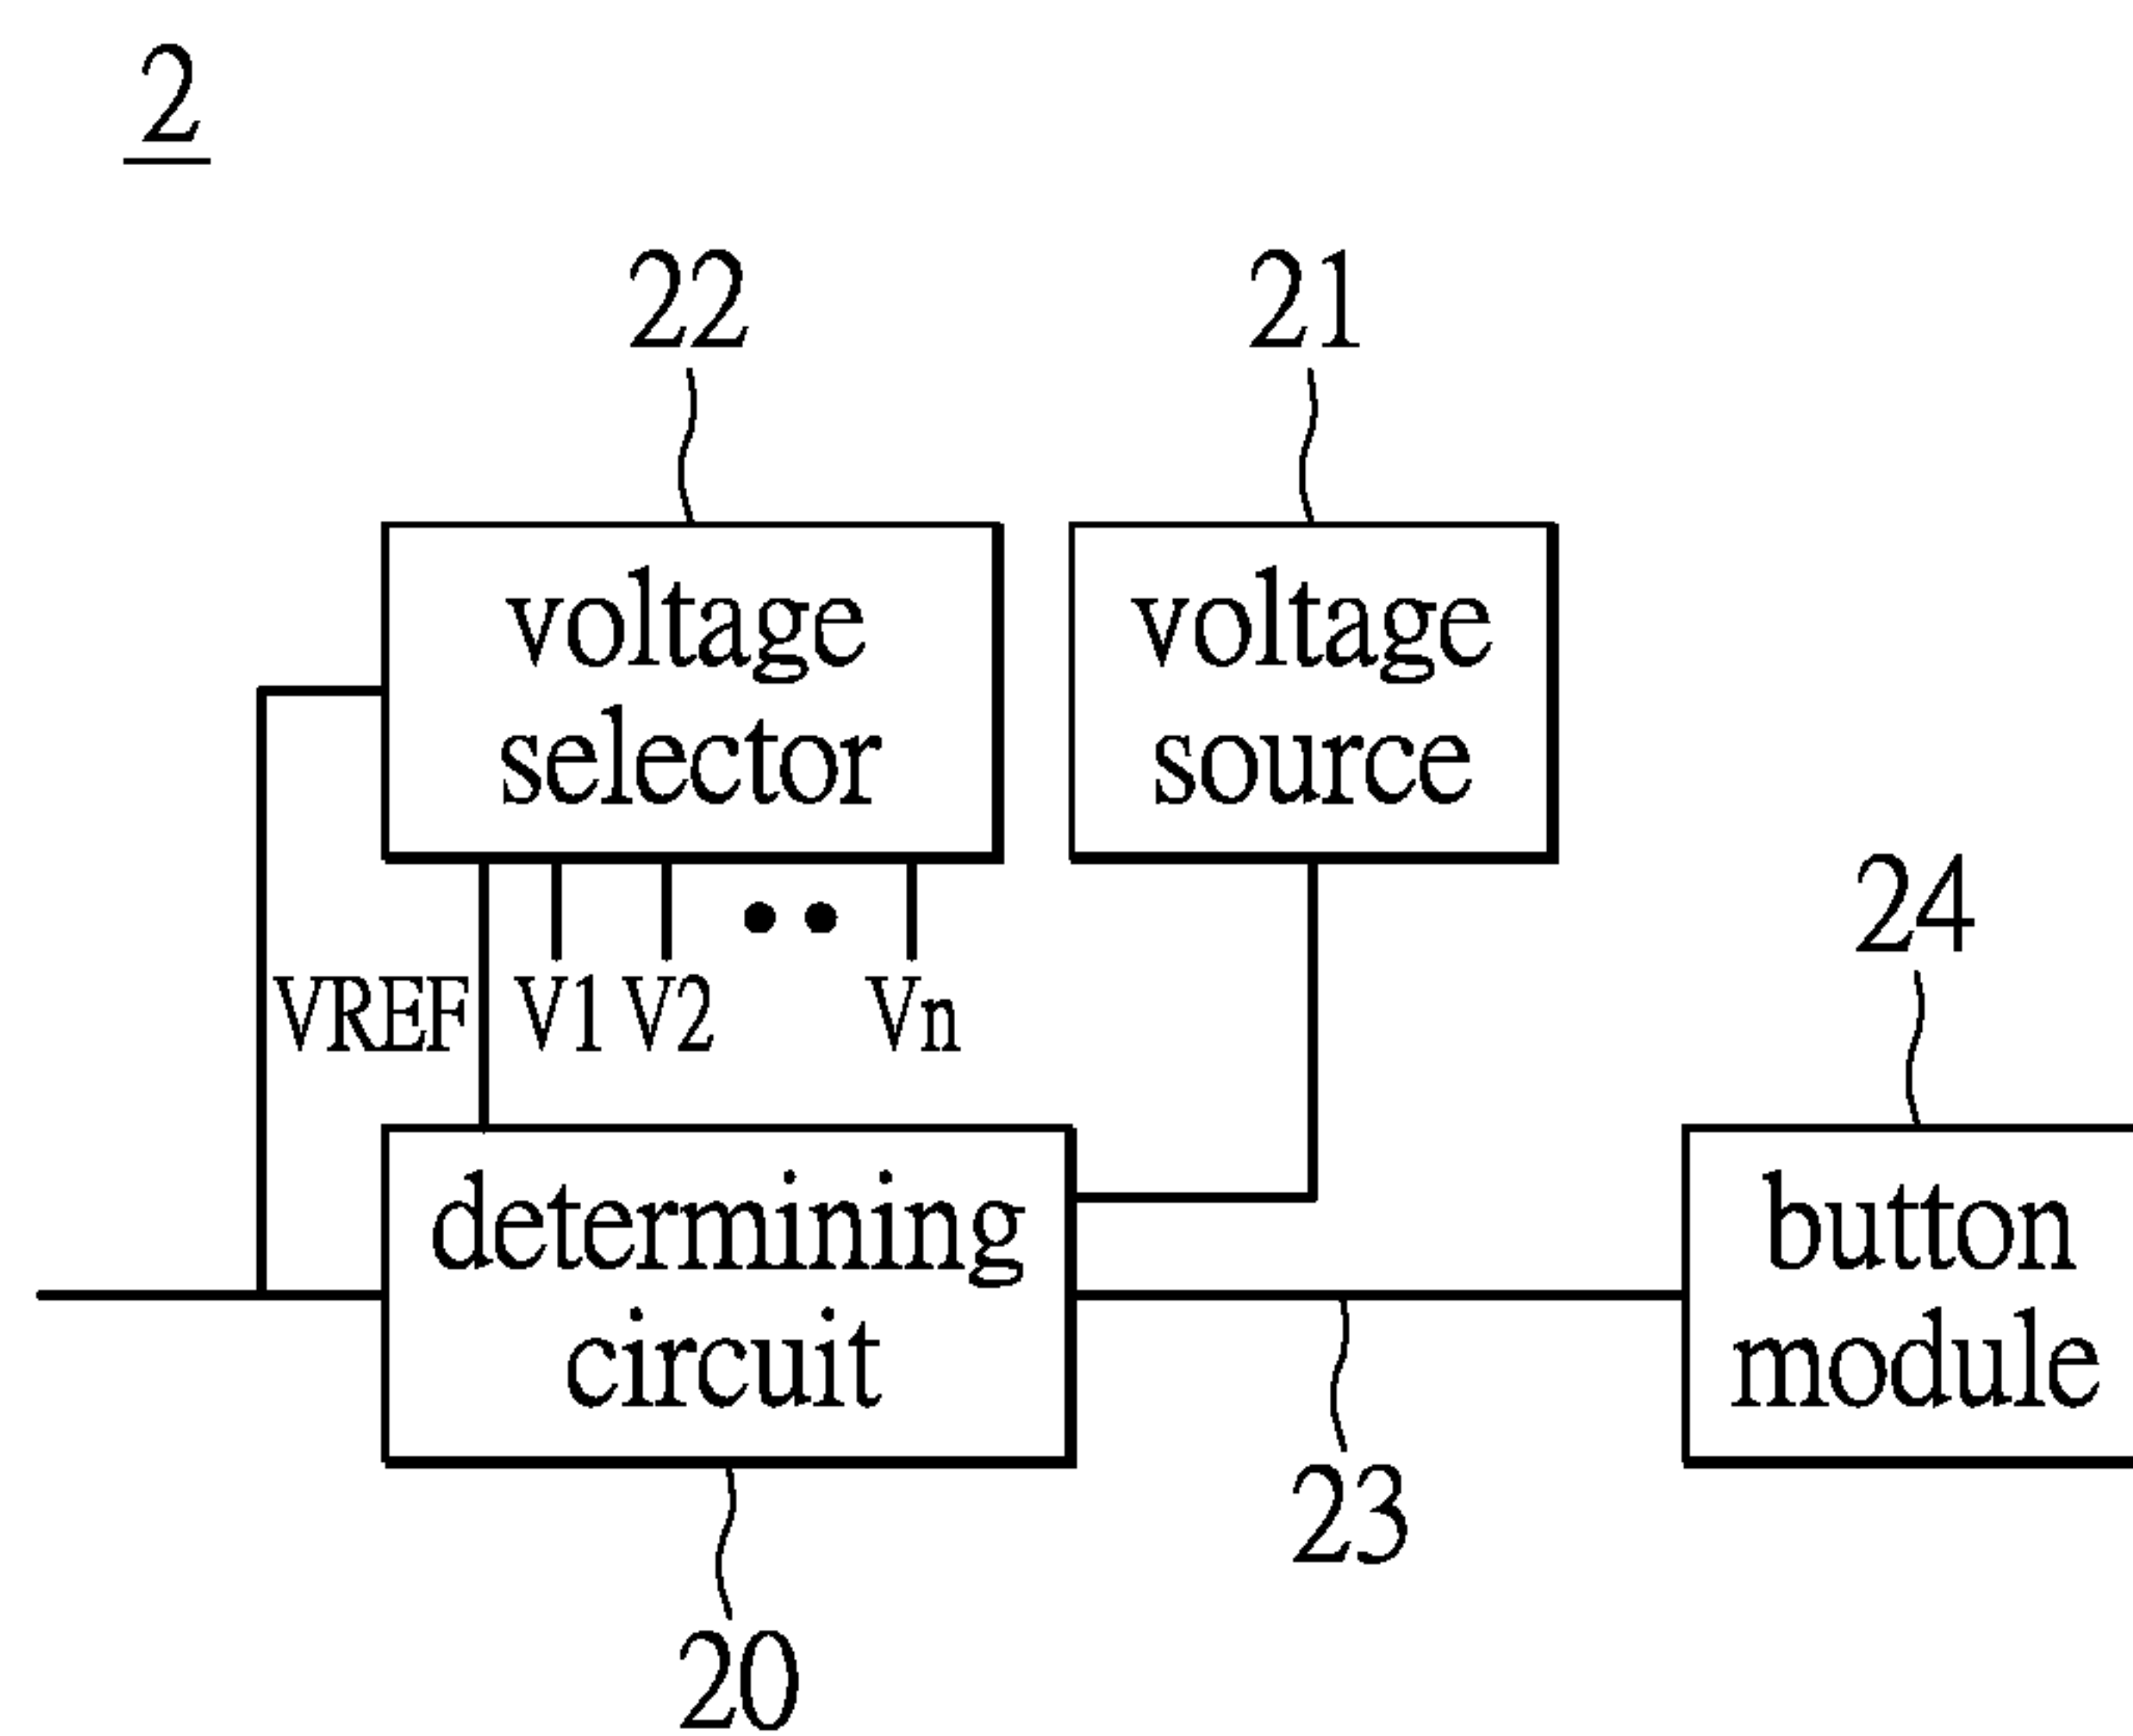 2
22
21
voltage
selector
voltage
source
24
VREF V1 V2 Vn
determining
circuit
button
module
23
20